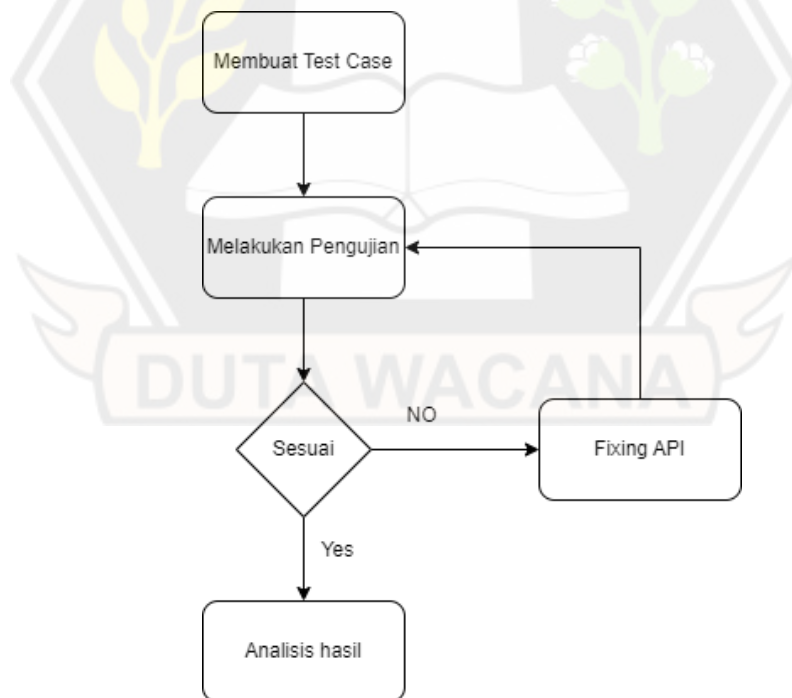 Membuat Test Case
Melakukan Pengujian
DUTA WACANA
Sesuai
NO
Fixing API
Yes
Analisis hasil